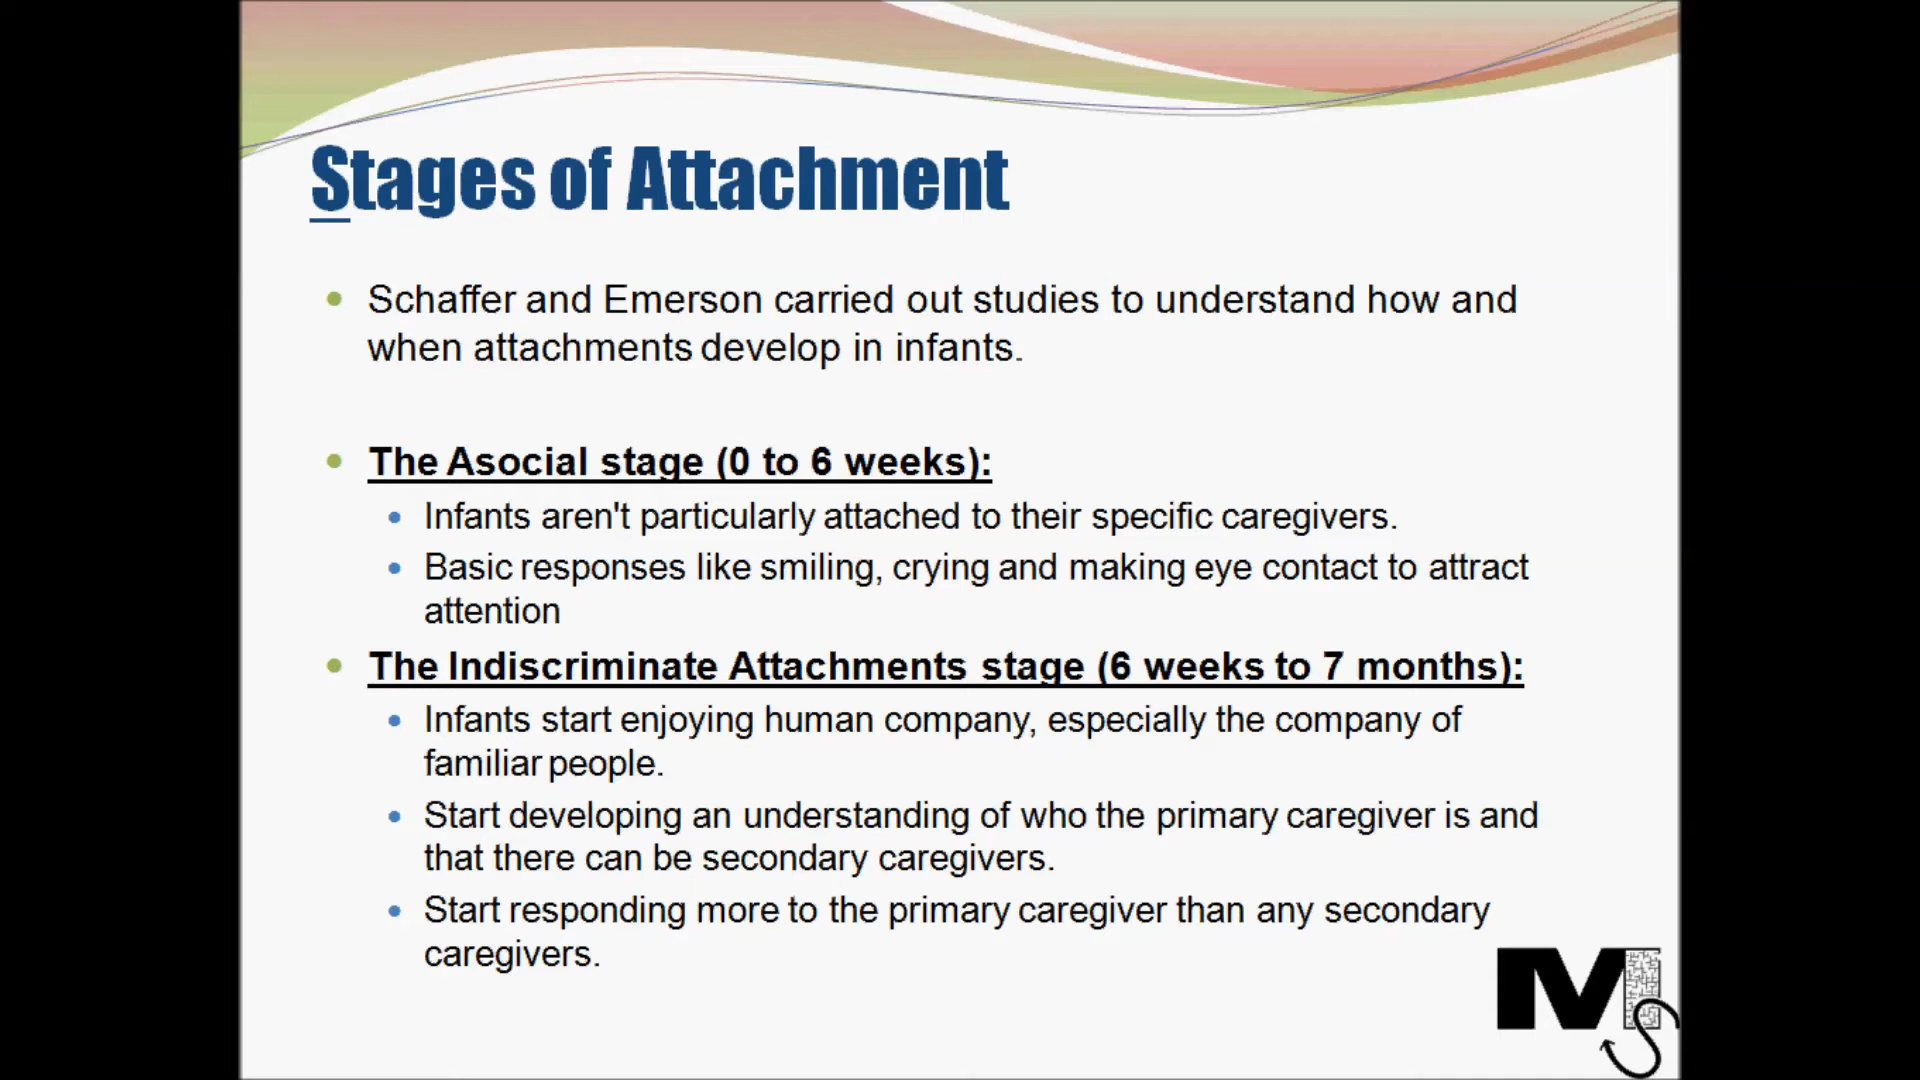 Stages of Attachment
Schaffer and Emerson carried out studies to understand how and
when attachments develop in infants.
The Asocial stage (0 to 6 weeks):
Infants aren't particularly attached to their specific caregivers.
Basic responses like smiling, crying and making eye contact to attract
attention
The Indiscriminate Attachments stage (6 weeks to 7 months):
Infants start enjoying human company, especially the company of
familiar people.
Start developing an understanding of who the primary caregiver is and
that there can be secondary caregivers.
Start responding more to the primary caregiver than any secondary
caregivers.
M
S